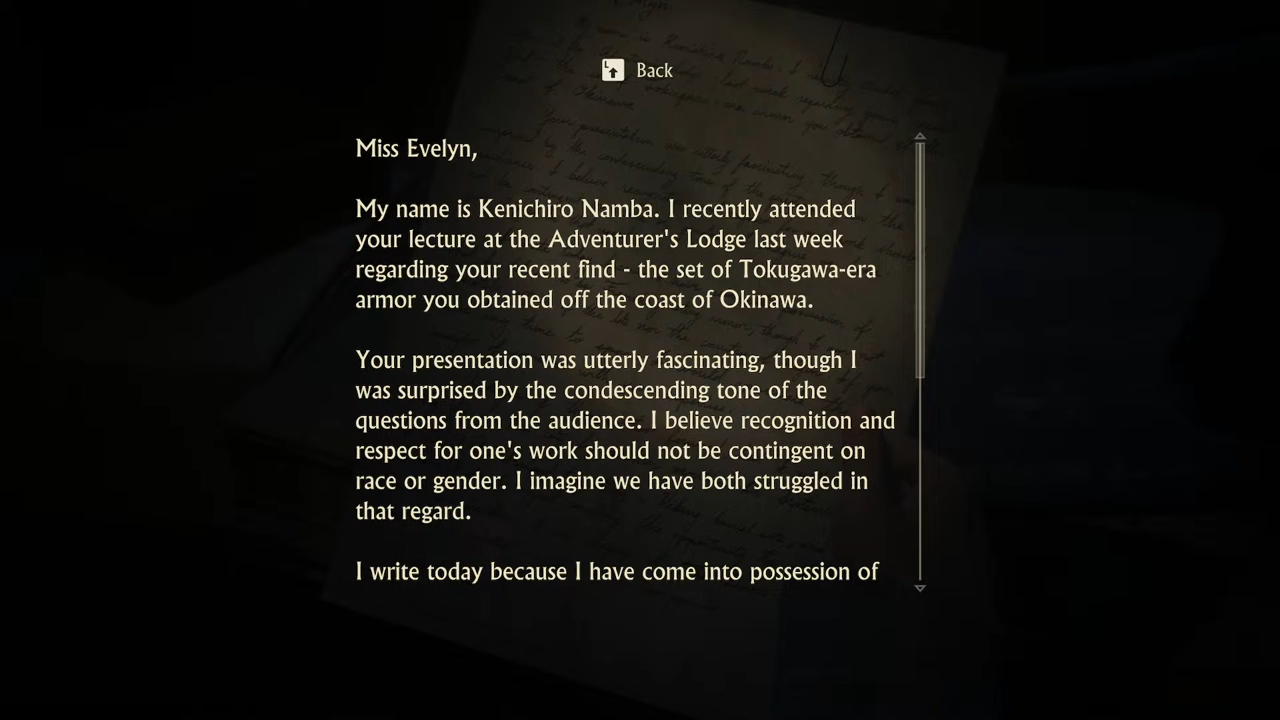 Back
Miss Evelyn,
My name is Kenichiro Namba. I recently attended
your lecture at the Adventurer's Lodge last week
regarding your recent find - the set of Tokugawa-era
armor you obtained off the coast of Okinawa.
Your presentation was utterly fascinating, though I
was surprised by the condescending tone of the
questions from the audience. I believe recognition and
respect for one's work should not be contingent on
race or gender. I imagine we have both struggled in
that regard.
I write today because I have come into possession of